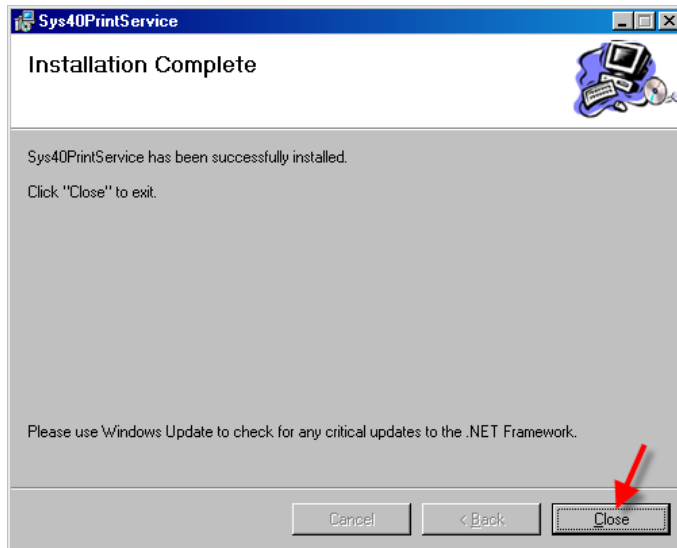 Sys40PrintService
Installation Complete
Sys40PrintService has been successfully installed.
Click "Close" to exit.
Please use Windows Update to check for any critical updates to the .NET Framework.
Cancel
< Back
Close